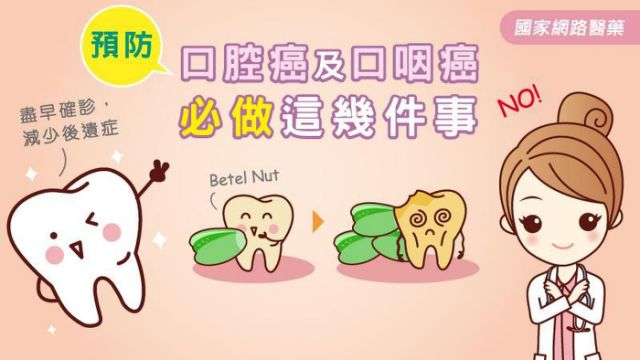 國家網路醫藥
預防
口腔癌及口咽癌
必做這幾件事
盡早確診，
減少後遺症
NO!
Betel Nut